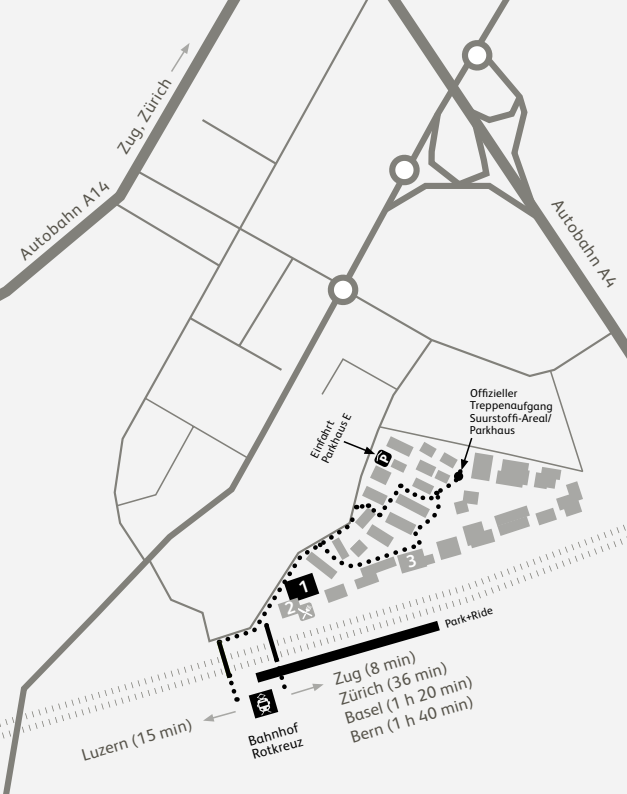 Zug, Zürich
Autobahn A14
Autobahn A4
Offizieller
Treppenaufgang
Suurstoffi-Areal/
Parkhaus
Einfahrt
Parkhaus E
P
1
2
3
Park+Ride
Zug (8 min)
Zürich (36 min)
Basel (1 h 20 min)
Bern (1 h 40 min)
Luzern (15 min)
Bahnhof
Rotkreuz